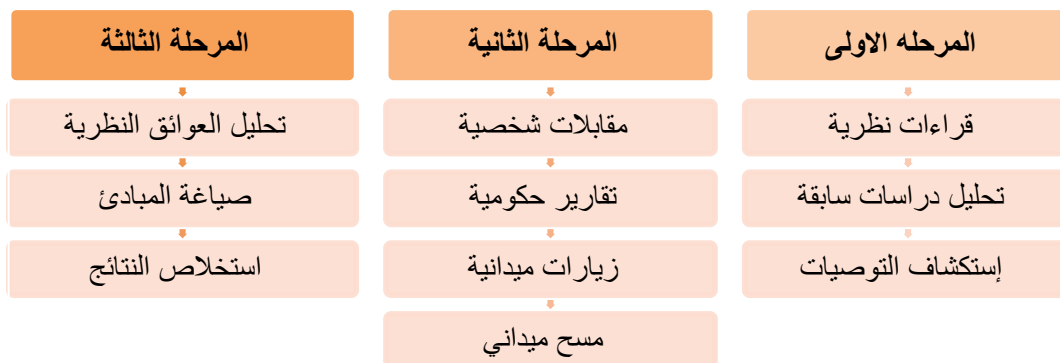 المرحله الاولى
قراءات نظرية
تحليل دراسات سابقة
إستكشاف التوصيات
المرحلة الثانية
مقابلات شخصية
تقارير حكومية
زيارات ميدانية
مسح ميداني
المرحلة الثالثة
تحليل العوائق النظرية
صياغة المبادئ
استخلاص النتائج